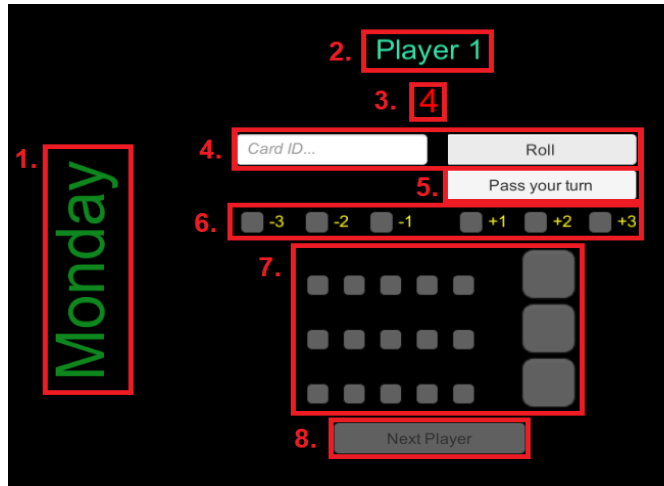 2. Player 1
3. 4
1. Monday
4. Card ID... Roll
5. Pass your turn
6. -3 -2 -1 +1 +2 +3
7.
8. Next Player